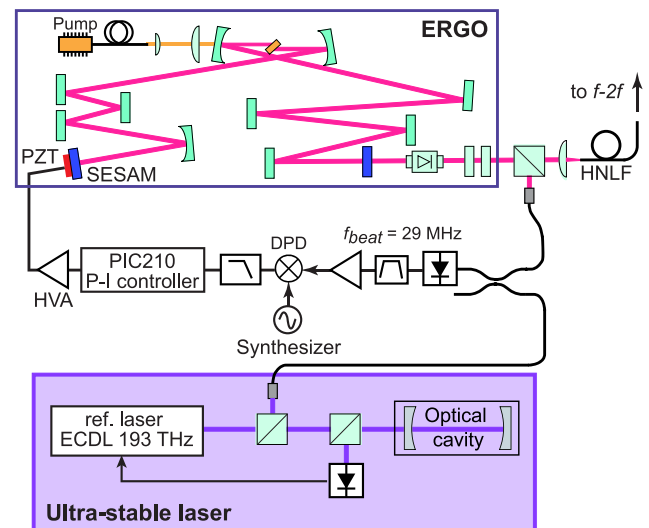 Pump
ERGO
to f-2f
PZT
SESAM
HNLF
f_beat = 29 MHz
DPD
PIC210
P-I controller
HVA
Synthesizer
ref. laser
ECDL 193 THz
Optical
cavity
Ultra-stable laser